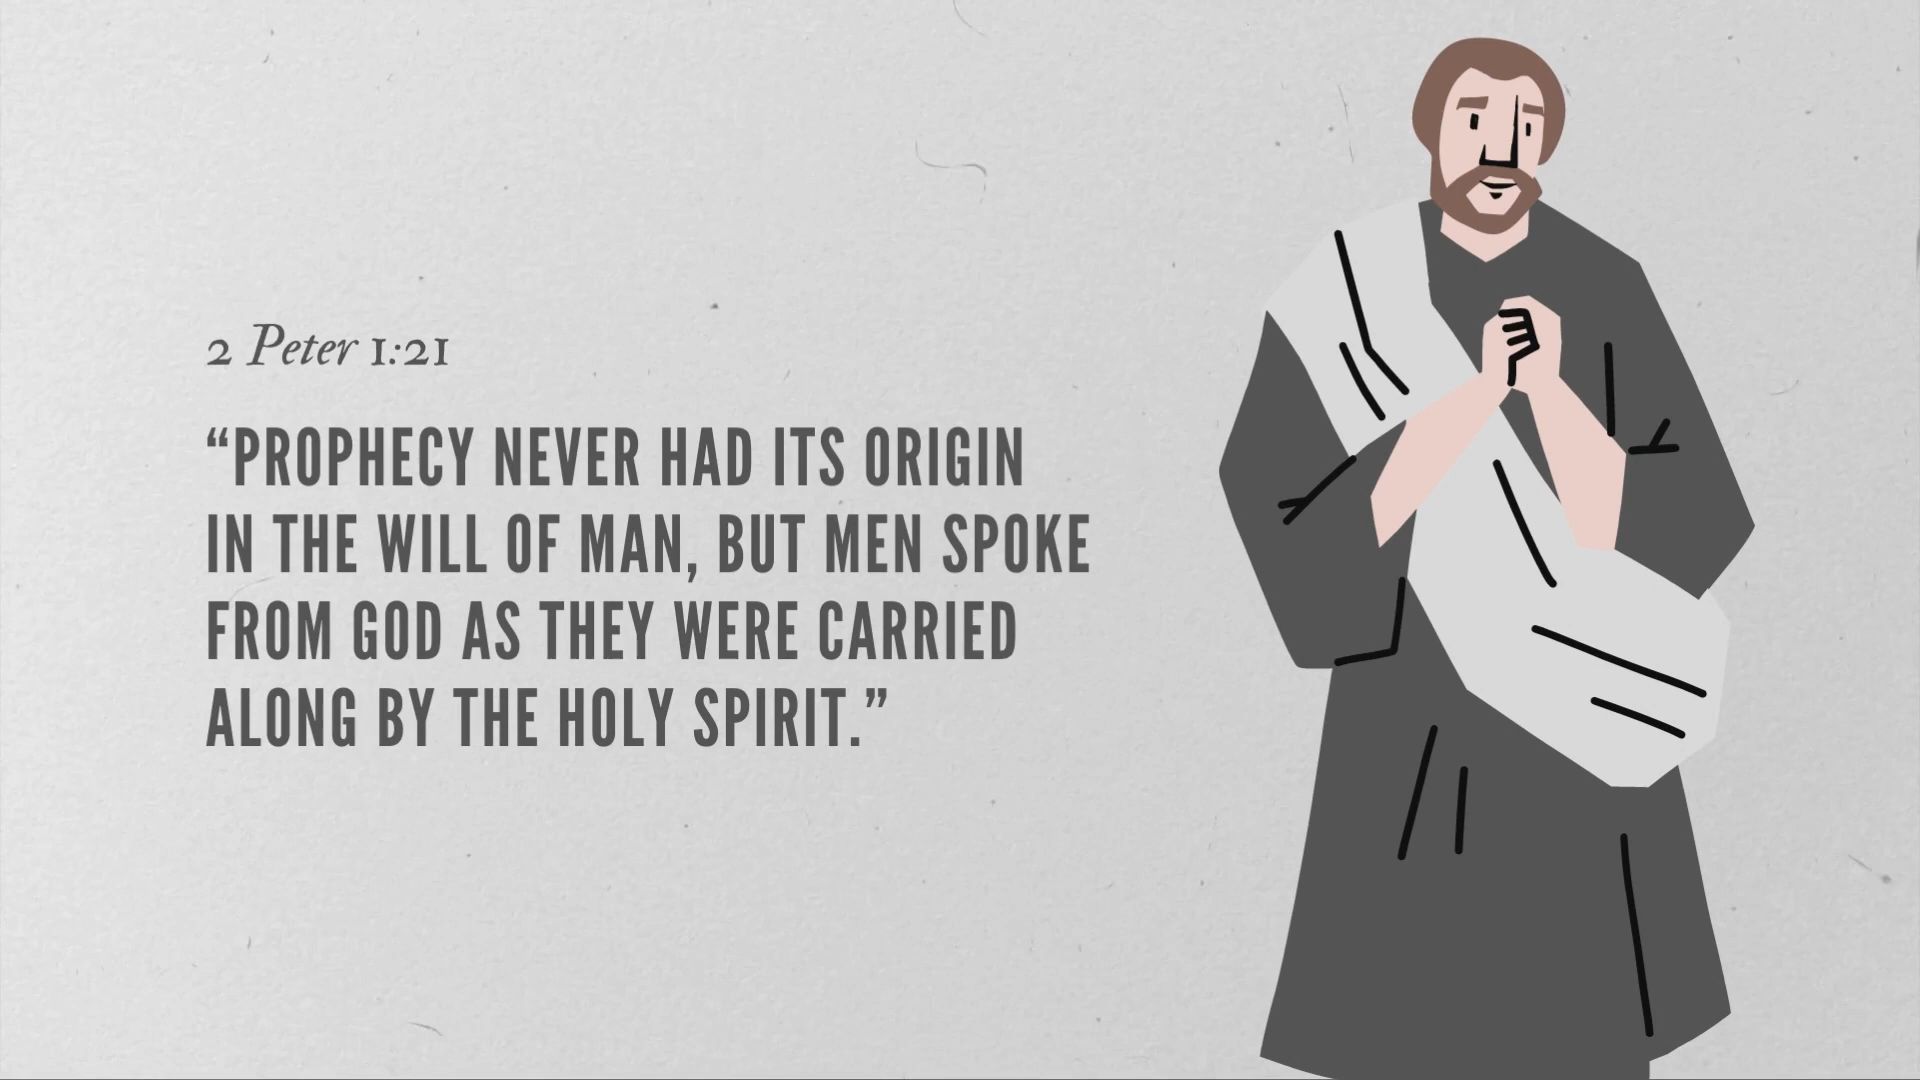 2 Peter 1:21
“PROPHECY NEVER HAD ITS ORIGIN
IN THE WILL OF MAN, BUT MEN SPOKE
FROM GOD AS THEY WERE CARRIED
ALONG BY THE HOLY SPIRIT.”